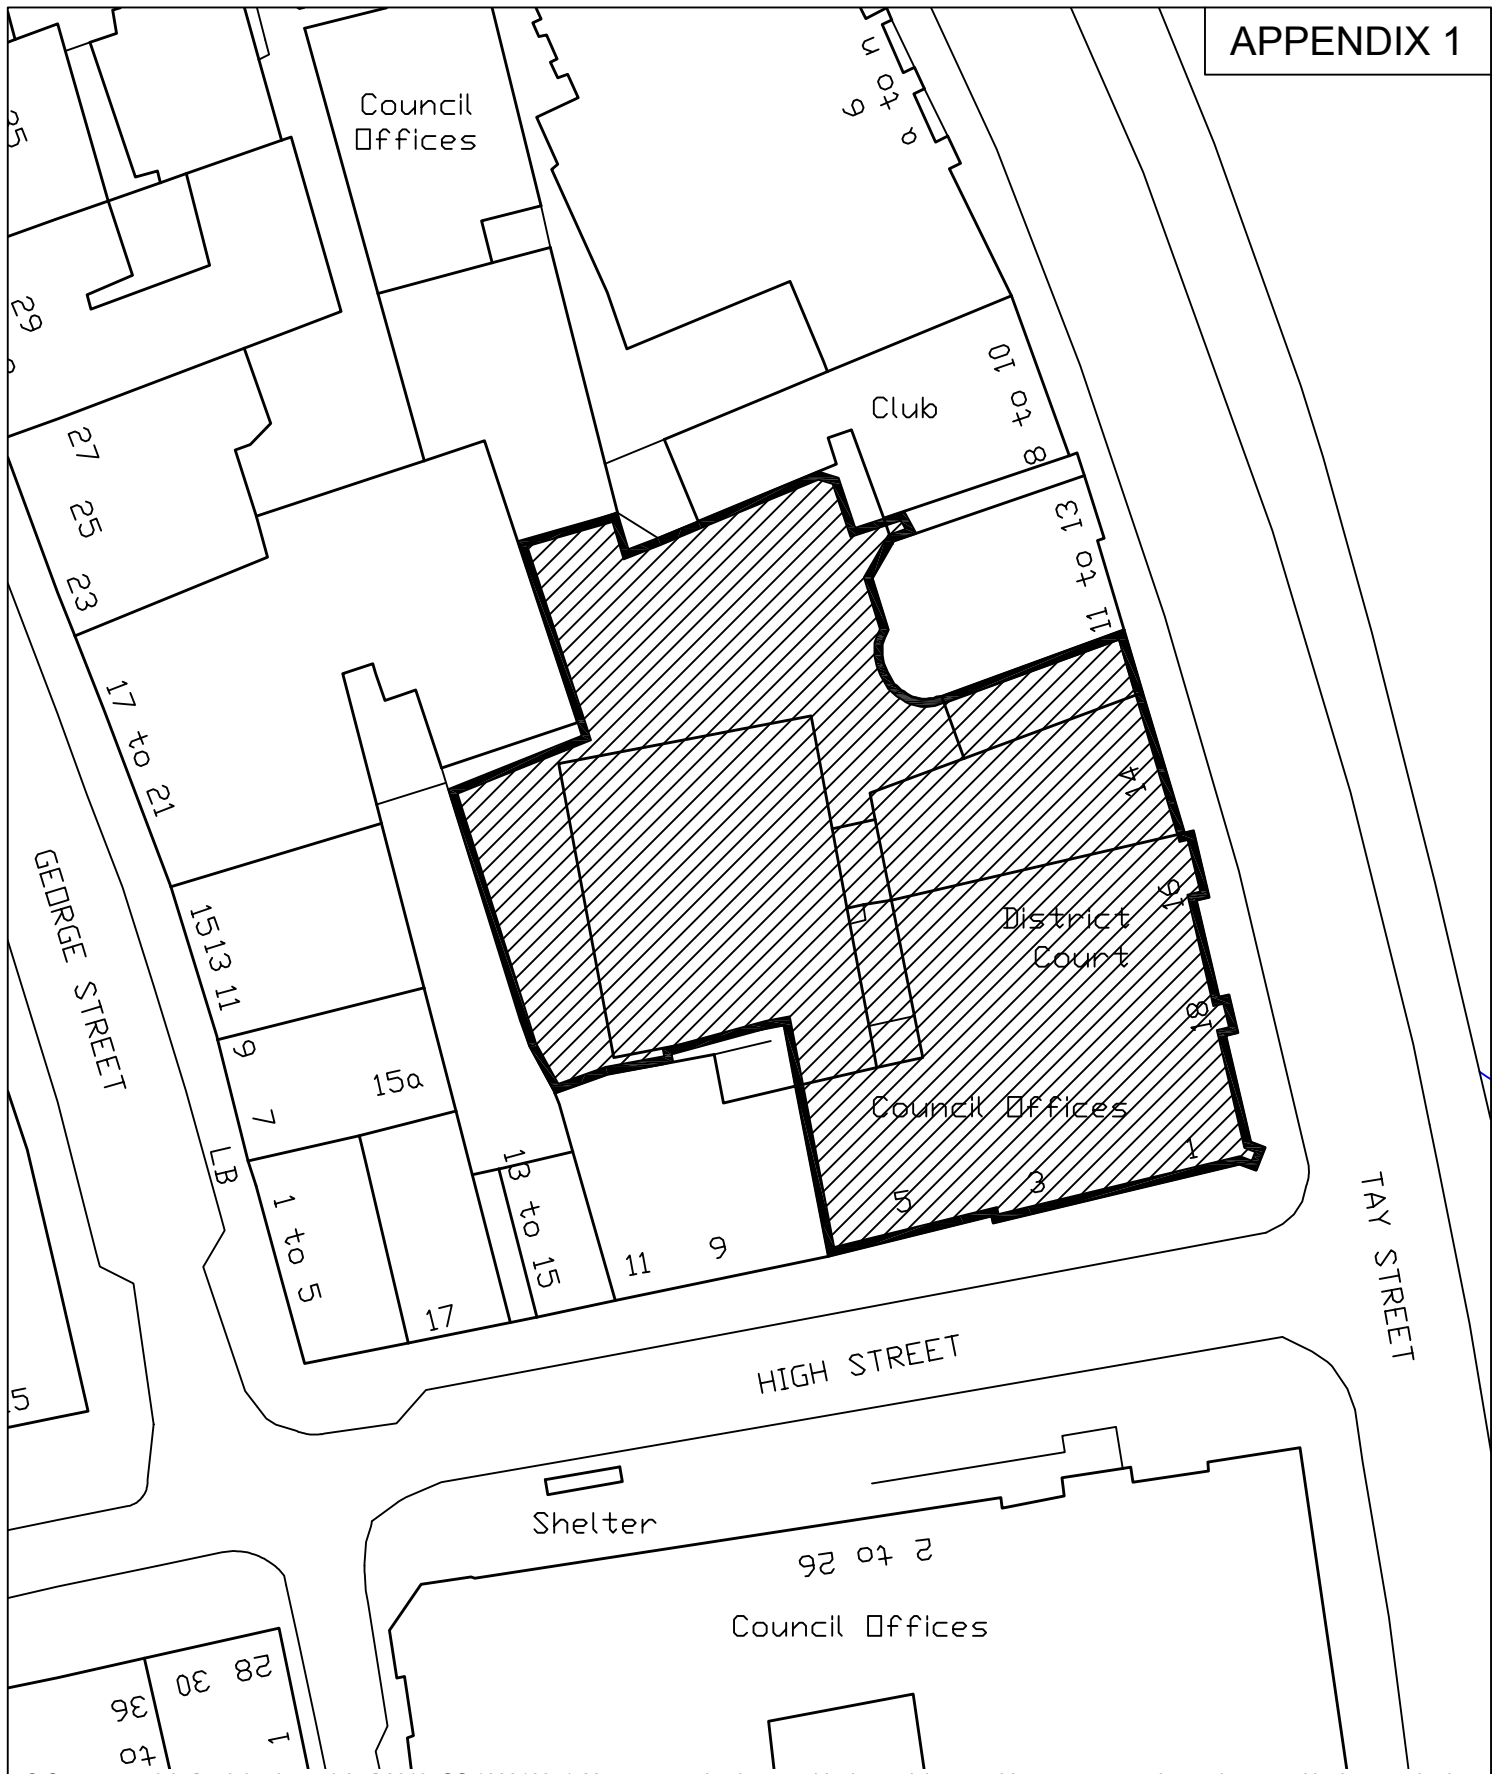 APPENDIX 1
Council
Offices
a to n
6
35
29
10 to 8
Club
27
25
23
13 to 11
17 to 21
14
16
District
Court
18
GEORGE STREET
15
13
11
9
7
15a
Council Offices
1
3
5
LB
1 to 5
17
13 to 15
11
9
TAY STREET
HIGH STREET
Shelter
2 to 26
Council Offices
28
30
36
to
1